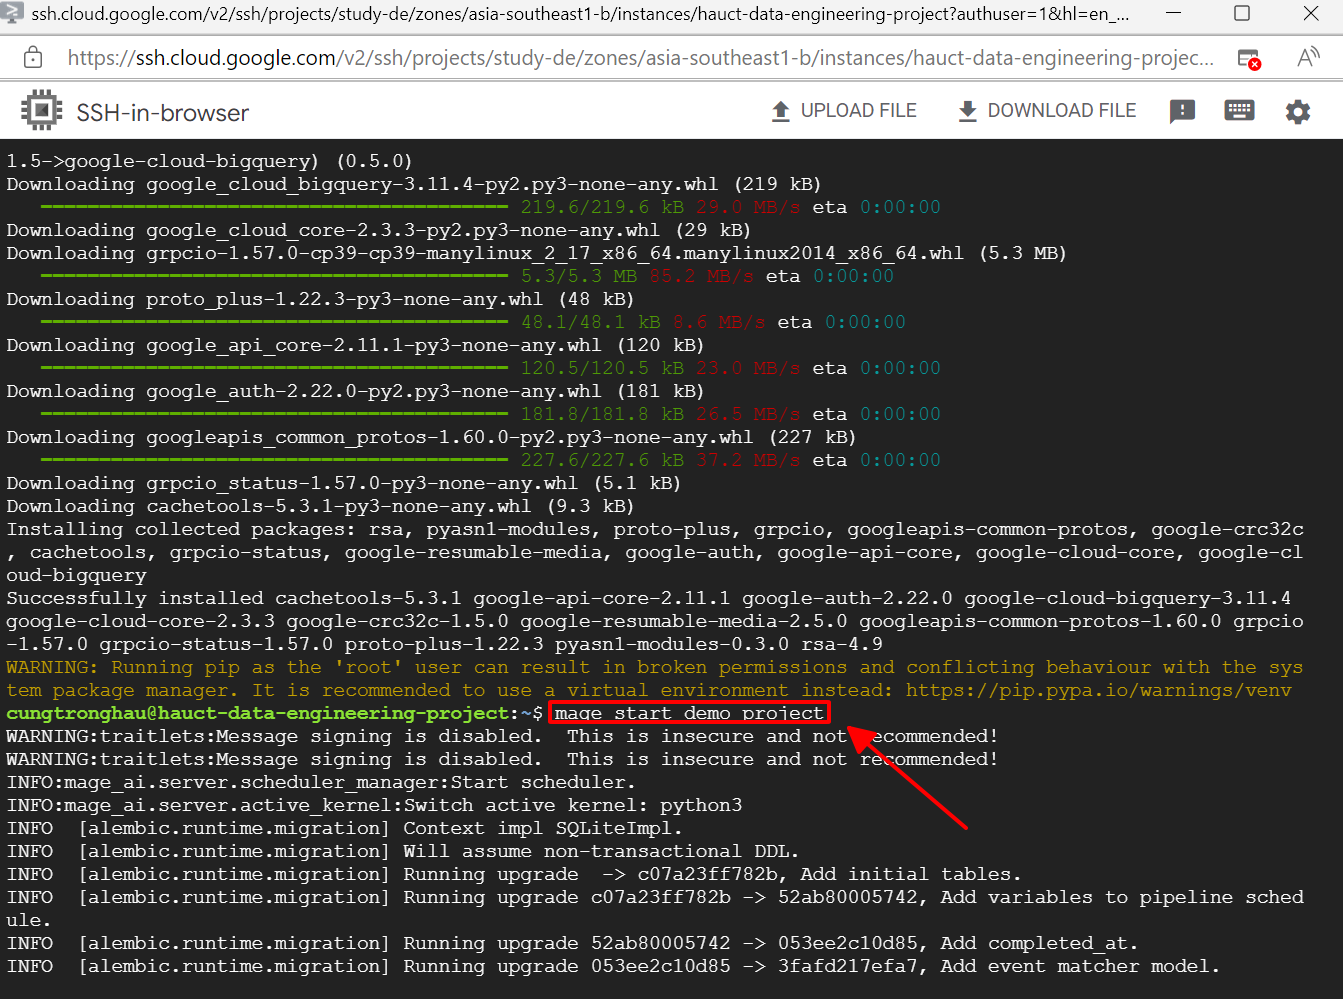 ssh.cloud.google.com/v2/ssh/projects/study-de/zones/asia-southeast1-b/instances/hauct-data-engineering-project?authuser=1&hl=en_...
https://ssh.cloud.google.com/v2/ssh/projects/study-de/zones/asia-southeast1-b/instances/hauct-data-engineering-projec...
SSH-in-browser
UPLOAD FILE
DOWNLOAD FILE
1.5->google-cloud-bigquery) (0.5.0)
Downloading google_cloud_bigquery-3.11.4-py2.py3-none-any.whl (219 kB)
219.6/219.6 kB 29.0 MB/s eta 0:00:00
Downloading google_cloud_core-2.3.3-py2.py3-none-any.whl (29 kB)
Downloading grpcio-1.57.0-cp39-cp39-manylinux_2_17_x86_64.manylinux2014_x86_64.whl (5.3 MB)
5.3/5.3 MB 85.2 MB/s eta 0:00:00
Downloading proto_plus-1.22.3-py3-none-any.whl (48 kB)
48.1/48.1 kB 8.6 MB/s eta 0:00:00
Downloading google_api_core-2.11.1-py3-none-any.whl (120 kB)
120.5/120.5 kB 23.0 MB/s eta 0:00:00
Downloading google_auth-2.22.0-py2.py3-none-any.whl (181 kB)
181.8/181.8 kB 26.5 MB/s eta 0:00:00
Downloading googleapis_common_protos-1.60.0-py2.py3-none-any.whl (227 kB)
227.6/227.6 kB 37.2 MB/s eta 0:00:00
Downloading grpcio_status-1.57.0-py3-none-any.whl (5.1 kB)
Downloading cachetools-5.3.1-py3-none-any.whl (9.3 kB)
Installing collected packages: rsa, pyasn1-modules, proto-plus, grpcio, googleapis-common-protos, google-crc32c
, cachetools, grpcio-status, google-resumable-media, google-auth, google-api-core, google-cloud-core, google-cl
oud-bigquery
Successfully installed cachetools-5.3.1 google-api-core-2.11.1 google-auth-2.22.0 google-cloud-bigquery-3.11.4
google-cloud-core-2.3.3 google-crc32c-1.5.0 google-resumable-media-2.5.0 googleapis-common-protos-1.60.0 grpcio
-1.57.0 grpcio-status-1.57.0 proto-plus-1.22.3 pyasn1-modules-0.3.0 rsa-4.9
WARNING: Running pip as the 'root' user can result in broken permissions and conflicting behaviour with the sys
tem package manager. It is recommended to use a virtual environment instead: https://pip.pypa.io/warnings/venv
cungtronghau@hauct-data-engineering-project:~$ mage start demo_project
WARNING:traitlets:Message signing is disabled.  This is insecure and not recommended!
WARNING:traitlets:Message signing is disabled.  This is insecure and not recommended!
INFO:mage_ai.server.scheduler_manager:Start scheduler.
INFO:mage_ai.server.active_kernel:Switch active kernel: python3
INFO  [alembic.runtime.migration] Context impl SQLiteImpl.
INFO  [alembic.runtime.migration] Will assume non-transactional DDL.
INFO  [alembic.runtime.migration] Running upgrade  -> c07a23ff782b, Add initial tables.
INFO  [alembic.runtime.migration] Running upgrade c07a23ff782b -> 52ab80005742, Add variables to pipeline sched
ule.
INFO  [alembic.runtime.migration] Running upgrade 52ab80005742 -> 053ee2c10d85, Add completed_at.
INFO  [alembic.runtime.migration] Running upgrade 053ee2c10d85 -> 3fafd217efa7, Add event matcher model.